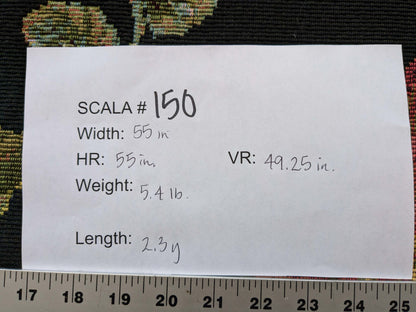 SCALA # 150
Width: 55 in
HR: 55 in. VR: 49.25 in.
Weight: 5.4 lb.
Length: 2.3 y
17 18 19 20 21 22 23 24 25